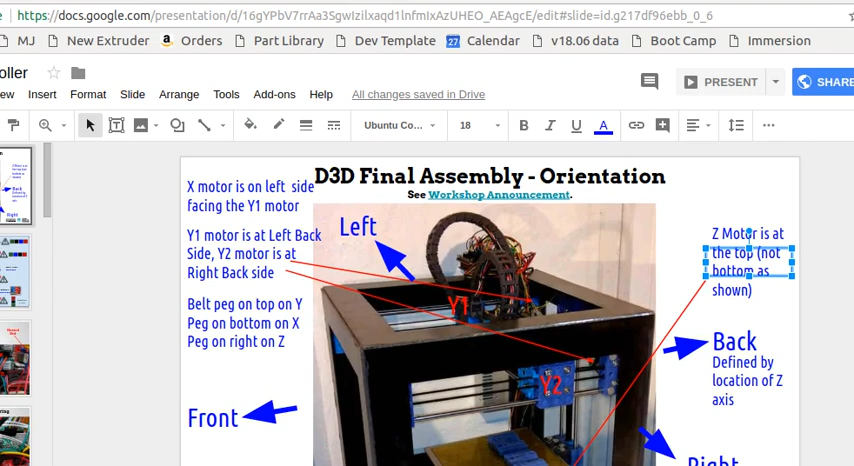 https://docs.google.com/presentation/d/16gYPbV7rrAa3SgwIzilxaqd1lnfmIxAzUHEO_AEAgcE/edit#slide=id.g217df96ebb_0_6
MJ New Extruder Orders Part Library Dev Template 27 Calendar v18.06 data Boot Camp Immersion
oller
ew Insert Format Slide Arrange Tools Add-ons Help All changes saved in Drive
PRESENT SHARE
Ubuntu Co... 18 B I U A
D3D Final Assembly - Orientation
See Workshop Announcement.
X motor is on left side
facing the Y1 motor
Y1 motor is at Left Back
Side, Y2 motor is at
Right Back side
Belt peg on top on Y
Peg on bottom on X
Peg on right on Z
Left
Y1
Y2
Z Motor is at
the top (not
bottom as
shown)
Back
Defined by
location of Z
axis
Front
Right